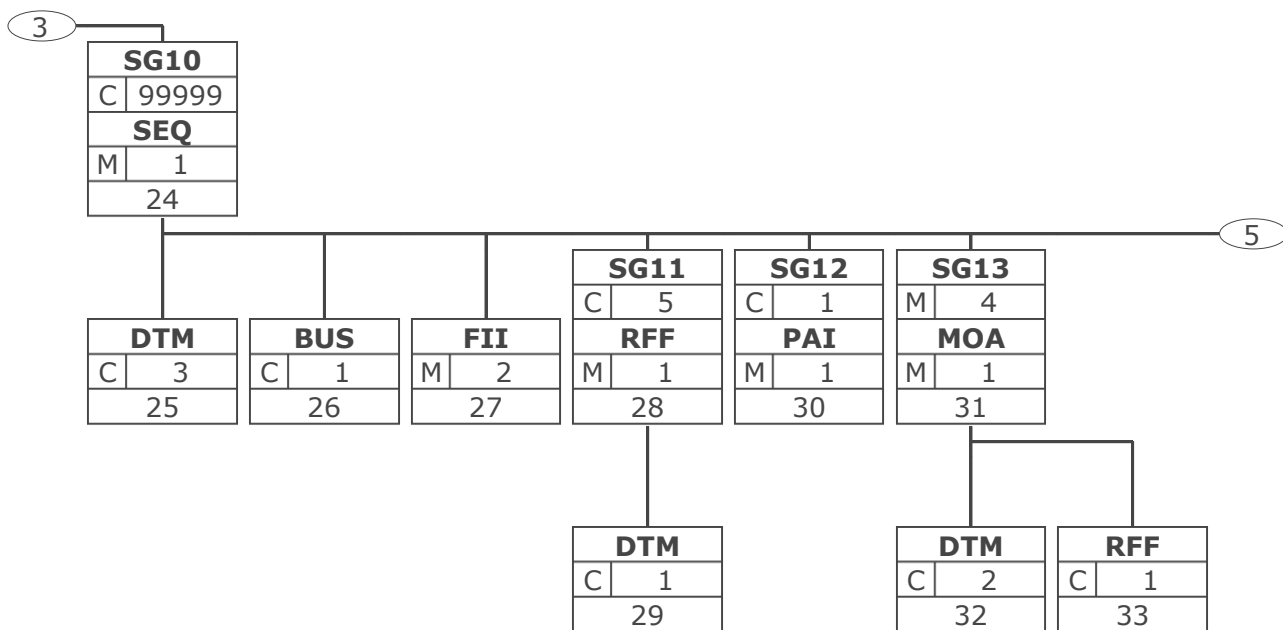 3
SG10
C 99999
SEQ
M 1
24
5
SG11
C 5
RFF
M 1
28
SG12
C 1
PAI
M 1
30
SG13
M 4
MOA
M 1
31
DTM
C 3
25
BUS
C 1
26
FII
M 2
27
DTM
C 1
29
DTM
C 2
32
RFF
C 1
33